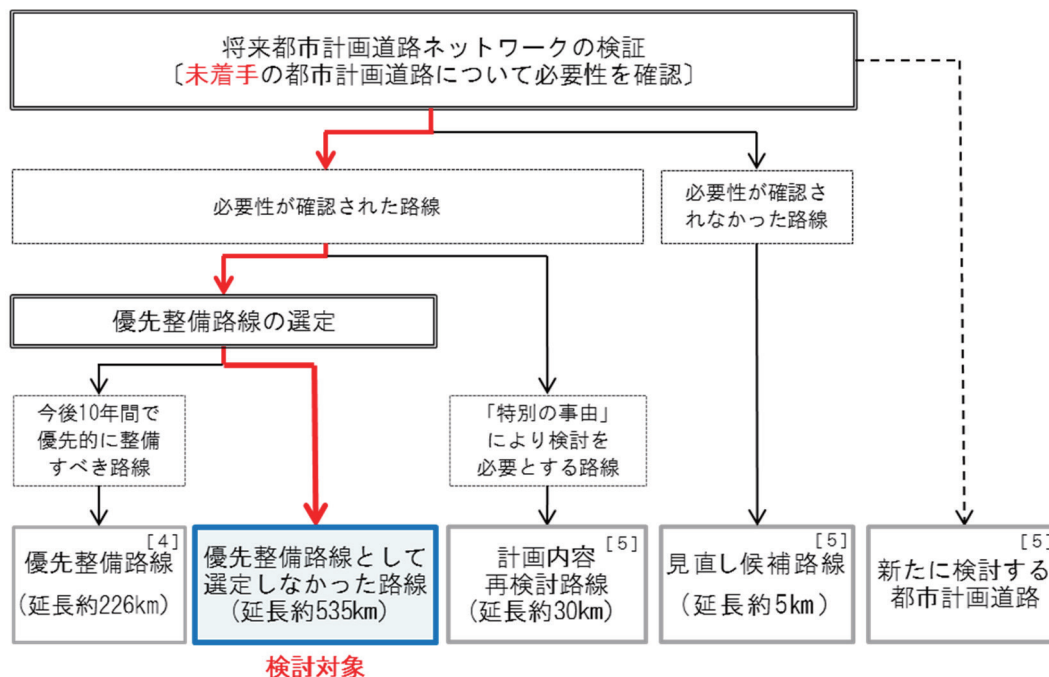 将来都市計画道路ネットワークの検証
〔未着手の都市計画道路について必要性を確認〕
必要性が確認された路線
必要性が確認さ
れなかった路線
優先整備路線の選定
今後10年間で
優先的に整備
すべき路線
「特別の事由」
により検討を
必要とする路線
[4]
優先整備路線
(延長約226km)
優先整備路線として
選定しなかった路線
(延長約535km)
[5]
計画内容
再検討路線
(延長約30km)
[5]
見直し候補路線
(延長約5km)
[5]
新たに検討する
都市計画道路
検討対象